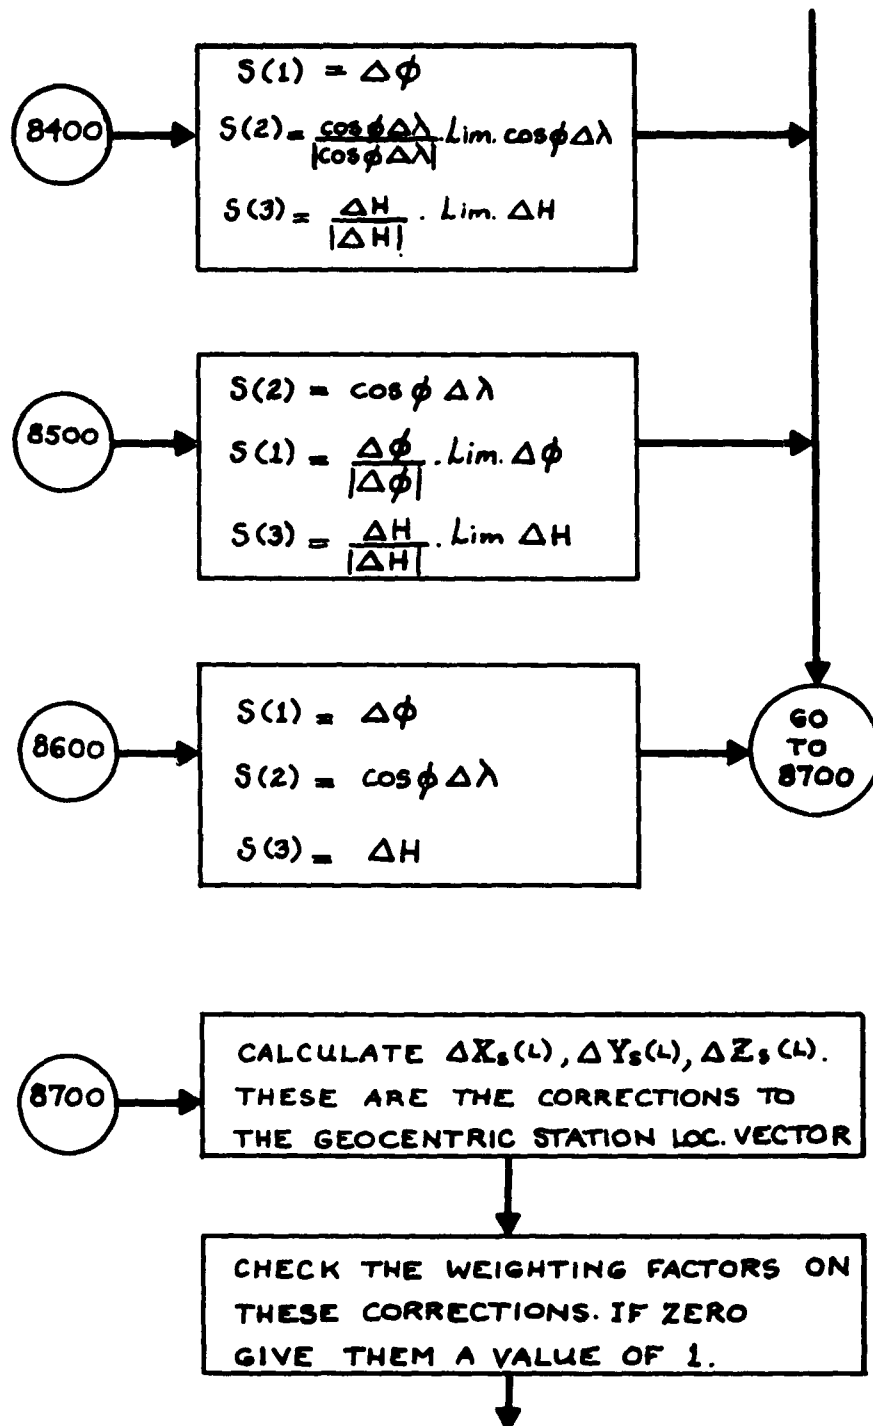 8400
S(1) = Δϕ
S(2) = cosϕΔλ/|cosϕΔλ| . Lim. cosϕΔλ
S(3) = ΔH/|ΔH| . Lim. ΔH
8500
S(2) = cosϕ Δλ
S(1) = Δϕ/|Δϕ| . Lim. Δϕ
S(3) = ΔH/|ΔH| . Lim ΔH
8600
S(1) = Δϕ
S(2) = cosϕ Δλ
S(3) = ΔH
GO
TO
8700
8700
CALCULATE ΔXs(L), ΔYs(L), ΔZs(L).
THESE ARE THE CORRECTIONS TO
THE GEOCENTRIC STATION LOC. VECTOR
CHECK THE WEIGHTING FACTORS ON
THESE CORRECTIONS. IF ZERO
GIVE THEM A VALUE OF 1.